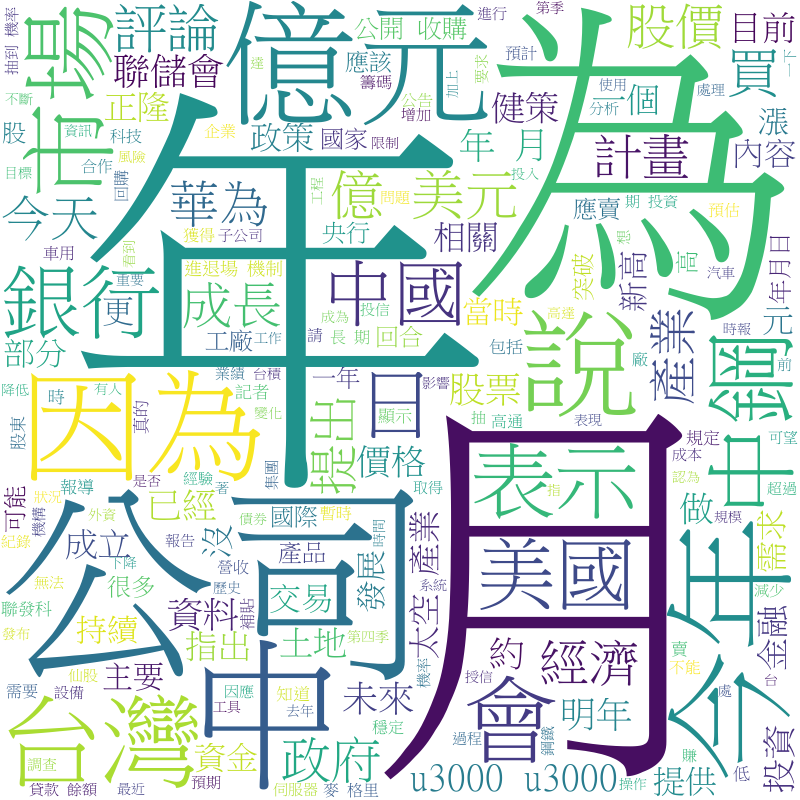 抽到 機率
進行
第季
公開 收購
目前
市場
評論
億元
為
股價
達
加上
要求
預計
買
一下
不斷
聯儲會
應該
籌碼
使用
處理
股
資訊
科技
正隆
企業
政策
國家
限制
公告
增加
健策
一個
分析
漲
目標
合作
風險
回購
年
年 月
計畫
內容
今天
華為
工程
問題
億 美元
投入
應賣
期 投資
預估
車用
獲得
子公司
央行
相關
想
看到
突破
新高
高
汽車
年月日
銀行
更
重要
進退場 機制
成長
成為
投信
中國
當時
高達
元
部分
工廠
請
長 期
回合
包括
產業
廠
時報
鋼
業績
台積
一年
影響
股票
說
前
降低
有人
時
因為
真的
記者
變化
顯示
日
抽
高通
表現
股東
提出
價格
規定
中
可望
是否
成本
報導
經驗
著
集團
取得
表示
認為
超過
可能
機構
狀況
已經
債券
暫時
指
做
需求
規模
外資
沒
國際
時間
紀錄
公司
成立
報告
下降
產品
營收
發展
產業
系統
美國
今年
無法
很多
歷史
補貼
減少
聯發科
資料
交易
太空
金融
賣
發布
持續
指出
土地
第四季
約
經濟
不能
仙股
主要
中
機率
授信
處
台
台灣
需要
設備
因應
知道
未來
會
工具
去年
月
明年
賺
投資
資金
穩定
鋼鐵
過程
調查
政府
u3000 u3000
提供
低
貸款 餘額
最近
預期
伺服器
麥 格里
操作
工作